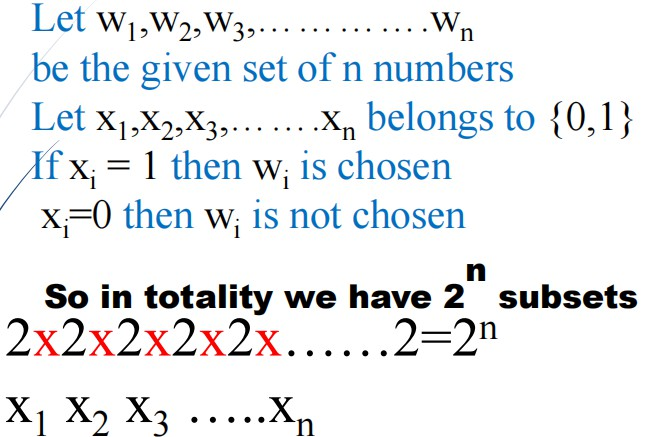 Let w₁,w₂,w₃,…………….wₙ
be the given set of n numbers
Let x₁,x₂,x₃,…….xₙ belongs to {0,1}
If xᵢ = 1 then wᵢ is chosen
xᵢ=0 then wᵢ is not chosen
So in totality we have 2ⁿ subsets
2x2x2x2x2x……2=2ⁿ
x₁ x₂ x₃ …..xₙ